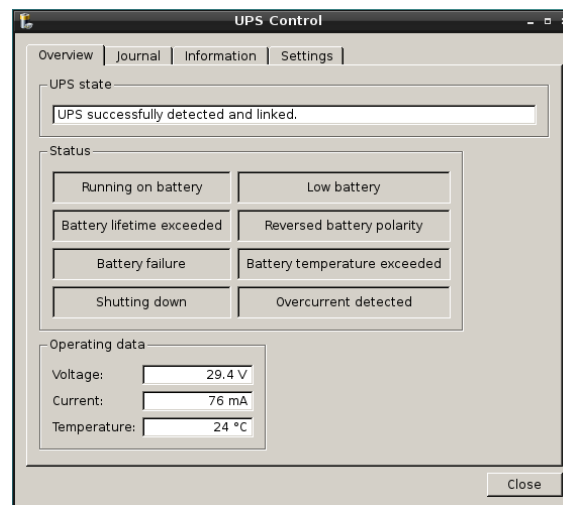 UPS Control
Overview Journal Information Settings
UPS state
UPS successfully detected and linked.
Status
Running on battery Low battery
Battery lifetime exceeded Reversed battery polarity
Battery failure Battery temperature exceeded
Shutting down Overcurrent detected
Operating data
Voltage: 29.4 V
Current: 76 mA
Temperature: 24 °C
Close